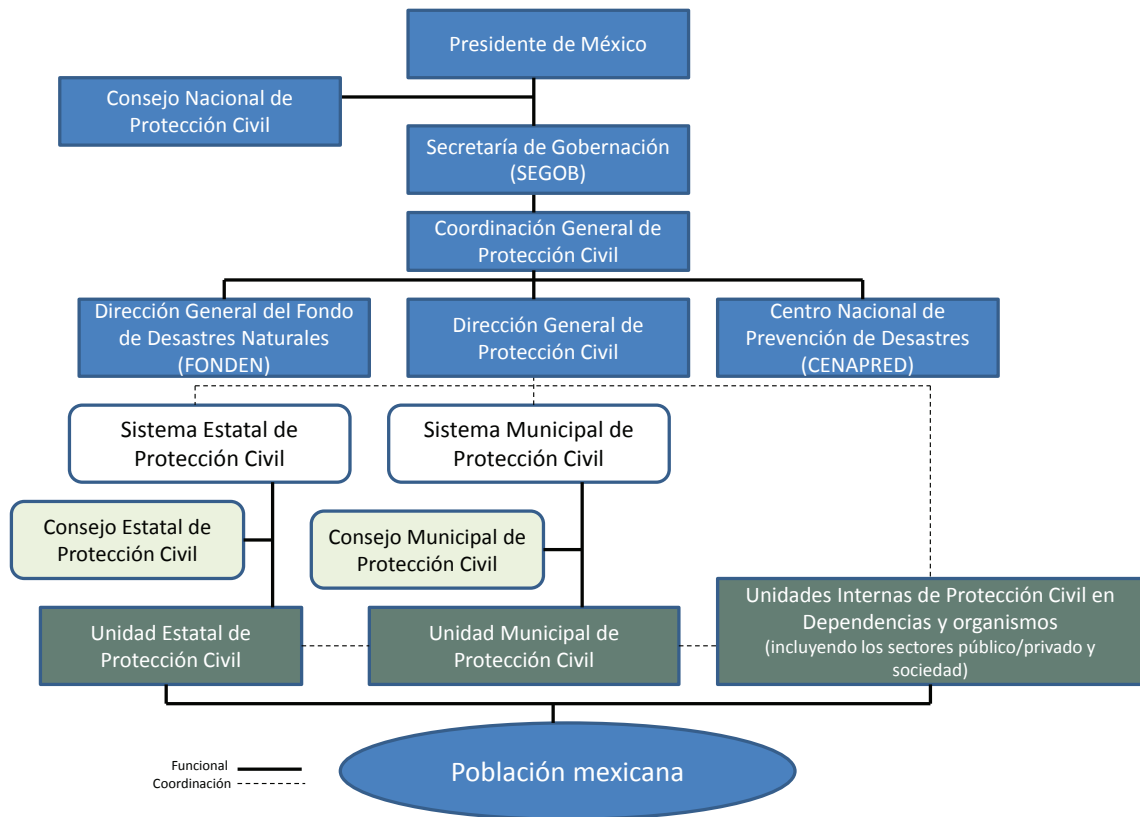 Presidente de México
Consejo Nacional de
Protección Civil
Secretaría de Gobernación
(SEGOB)
Coordinación General de
Protección Civil
Dirección General del Fondo
de Desastres Naturales
(FONDEN)
Dirección General de
Protección Civil
Centro Nacional de
Prevención de Desastres
(CENAPRED)
Sistema Estatal de
Protección Civil
Sistema Municipal de
Protección Civil
Consejo Estatal de
Protección Civil
Consejo Municipal de
Protección Civil
Unidad Estatal de
Protección Civil
Unidad Municipal de
Protección Civil
Unidades Internas de Protección Civil en
Dependencias y organismos
(incluyendo los sectores público/privado y
sociedad)
Población mexicana
Funcional
Coordinación